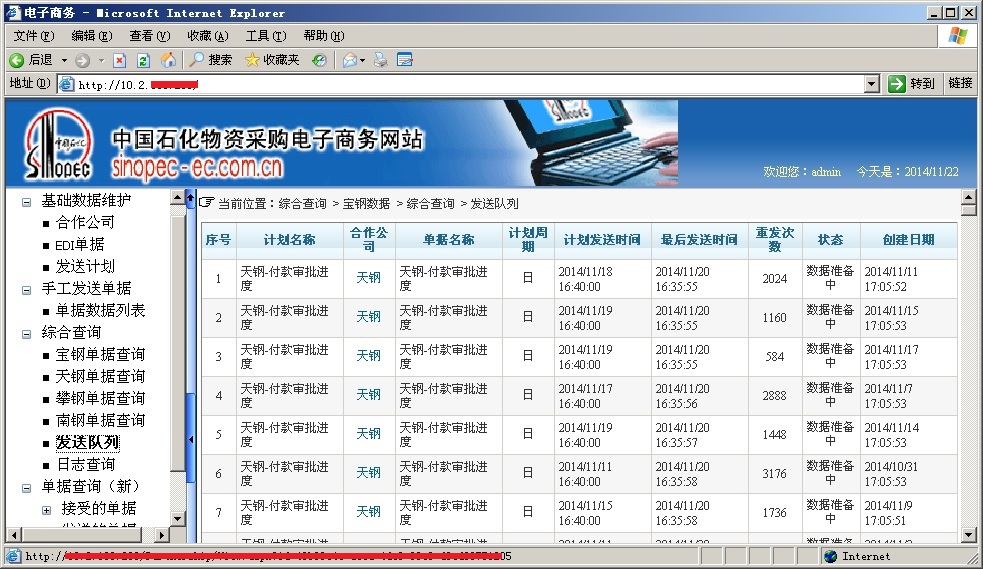 电子商务 - Microsoft Internet Explorer
文件(F) 编辑(E) 查看(V) 收藏(A) 工具(T) 帮助(H)
后退 搜索 收藏夹
地址(D) http://10.2. 转到 链接
SINOPEC 中国石化
中国石化物资采购电子商务网站
sinopec-ec.com.cn
欢迎您：admin 今天是：2014/11/22
基础数据维护
合作公司
EDI单据
发送计划
手工发送单据
单据数据列表
综合查询
宝钢单据查询
天钢单据查询
攀钢单据查询
南钢单据查询
发送队列
日志查询
单据查询（新）
接受的单据
当前位置：综合查询 > 宝钢数据 > 综合查询 > 发送队列
序号 计划名称 合作公司 单据名称 计划周期 计划发送时间 最后发送时间 重发次数 状态 创建日期
1 天钢-付款审批进度 天钢 天钢-付款审批进度 日 2014/11/18 16:40:00 2014/11/20 16:35:55 2024 数据准备中 2014/11/11 17:05:52
2 天钢-付款审批进度 天钢 天钢-付款审批进度 日 2014/11/19 16:40:00 2014/11/20 16:35:55 1160 数据准备中 2014/11/15 17:05:53
3 天钢-付款审批进度 天钢 天钢-付款审批进度 日 2014/11/19 16:40:00 2014/11/20 16:35:55 584 数据准备中 2014/11/17 17:05:53
4 天钢-付款审批进度 天钢 天钢-付款审批进度 日 2014/11/17 16:40:00 2014/11/20 16:35:56 2888 数据准备中 2014/11/7 17:05:53
5 天钢-付款审批进度 天钢 天钢-付款审批进度 日 2014/11/19 16:40:00 2014/11/20 16:35:57 1448 数据准备中 2014/11/14 17:05:53
6 天钢-付款审批进度 天钢 天钢-付款审批进度 日 2014/11/11 16:40:00 2014/11/20 16:35:58 3176 数据准备中 2014/10/31 17:05:53
7 天钢-付款审批进度 天钢 天钢-付款审批进度 日 2014/11/15 16:40:00 2014/11/20 16:35:58 1736 数据准备中 2014/11/9 17:05:51
http:// Internet